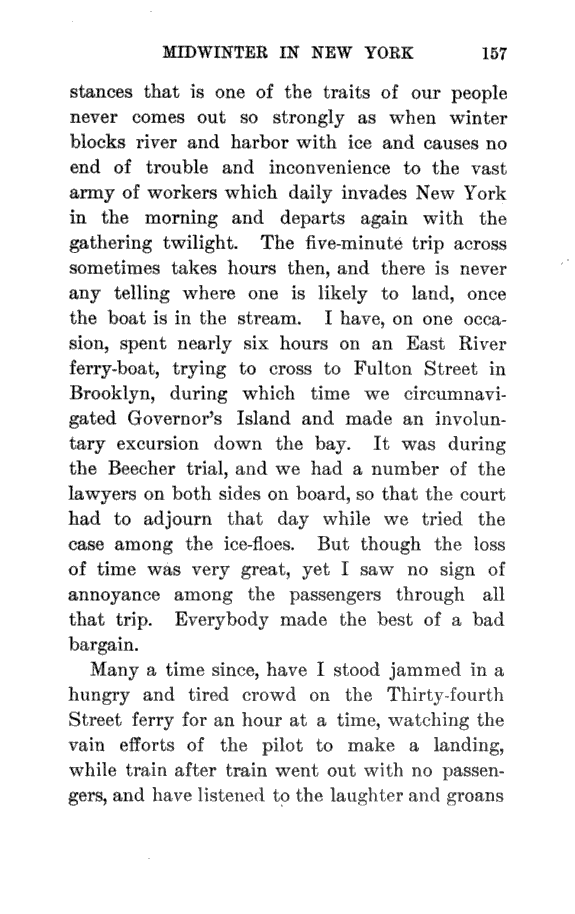 MIDWINTER IN NEW YORK 157
stances that is one of the traits of our people
never comes out so strongly as when winter
blocks river and harbor with ice and causes no
end of trouble and inconvenience to the vast
army of workers which daily invades New York
in the morning and departs again with the
gathering twilight. The five-minute trip across
sometimes takes hours then, and there is never
any telling where one is likely to land, once
the boat is in the stream. I have, on one occa-
sion, spent nearly six hours on an East River
ferry-boat, trying to cross to Fulton Street in
Brooklyn, during which time we circumnavi-
gated Governor's Island and made an involun-
tary excursion down the bay. It was during
the Beecher trial, and we had a number of the
lawyers on both sides on board, so that the court
had to adjourn that day while we tried the
case among the ice-floes. But though the loss
of time was very great, yet I saw no sign of
annoyance among the passengers through all
that trip. Everybody made the best of a bad
bargain.
Many a time since, have I stood jammed in a
hungry and tired crowd on the Thirty-fourth
Street ferry for an hour at a time, watching the
vain efforts of the pilot to make a landing,
while train after train went out with no passen-
gers, and have listened to the laughter and groans